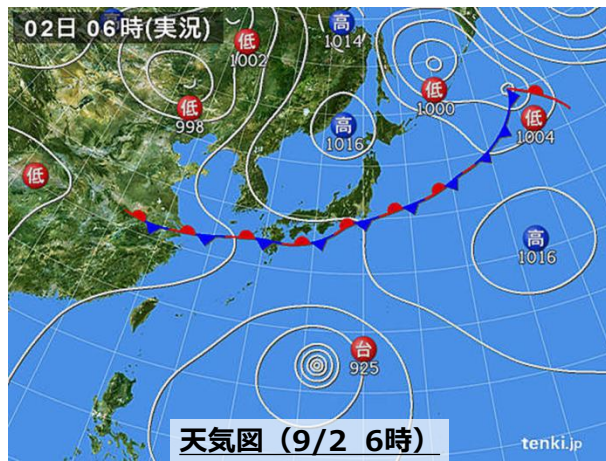 02日 06時(実況)
高
1014
低
1002
低
998
高
1016
低
1000
低
1004
低
高
1016
台
925
天気図（9/2 6時）
tenki.jp